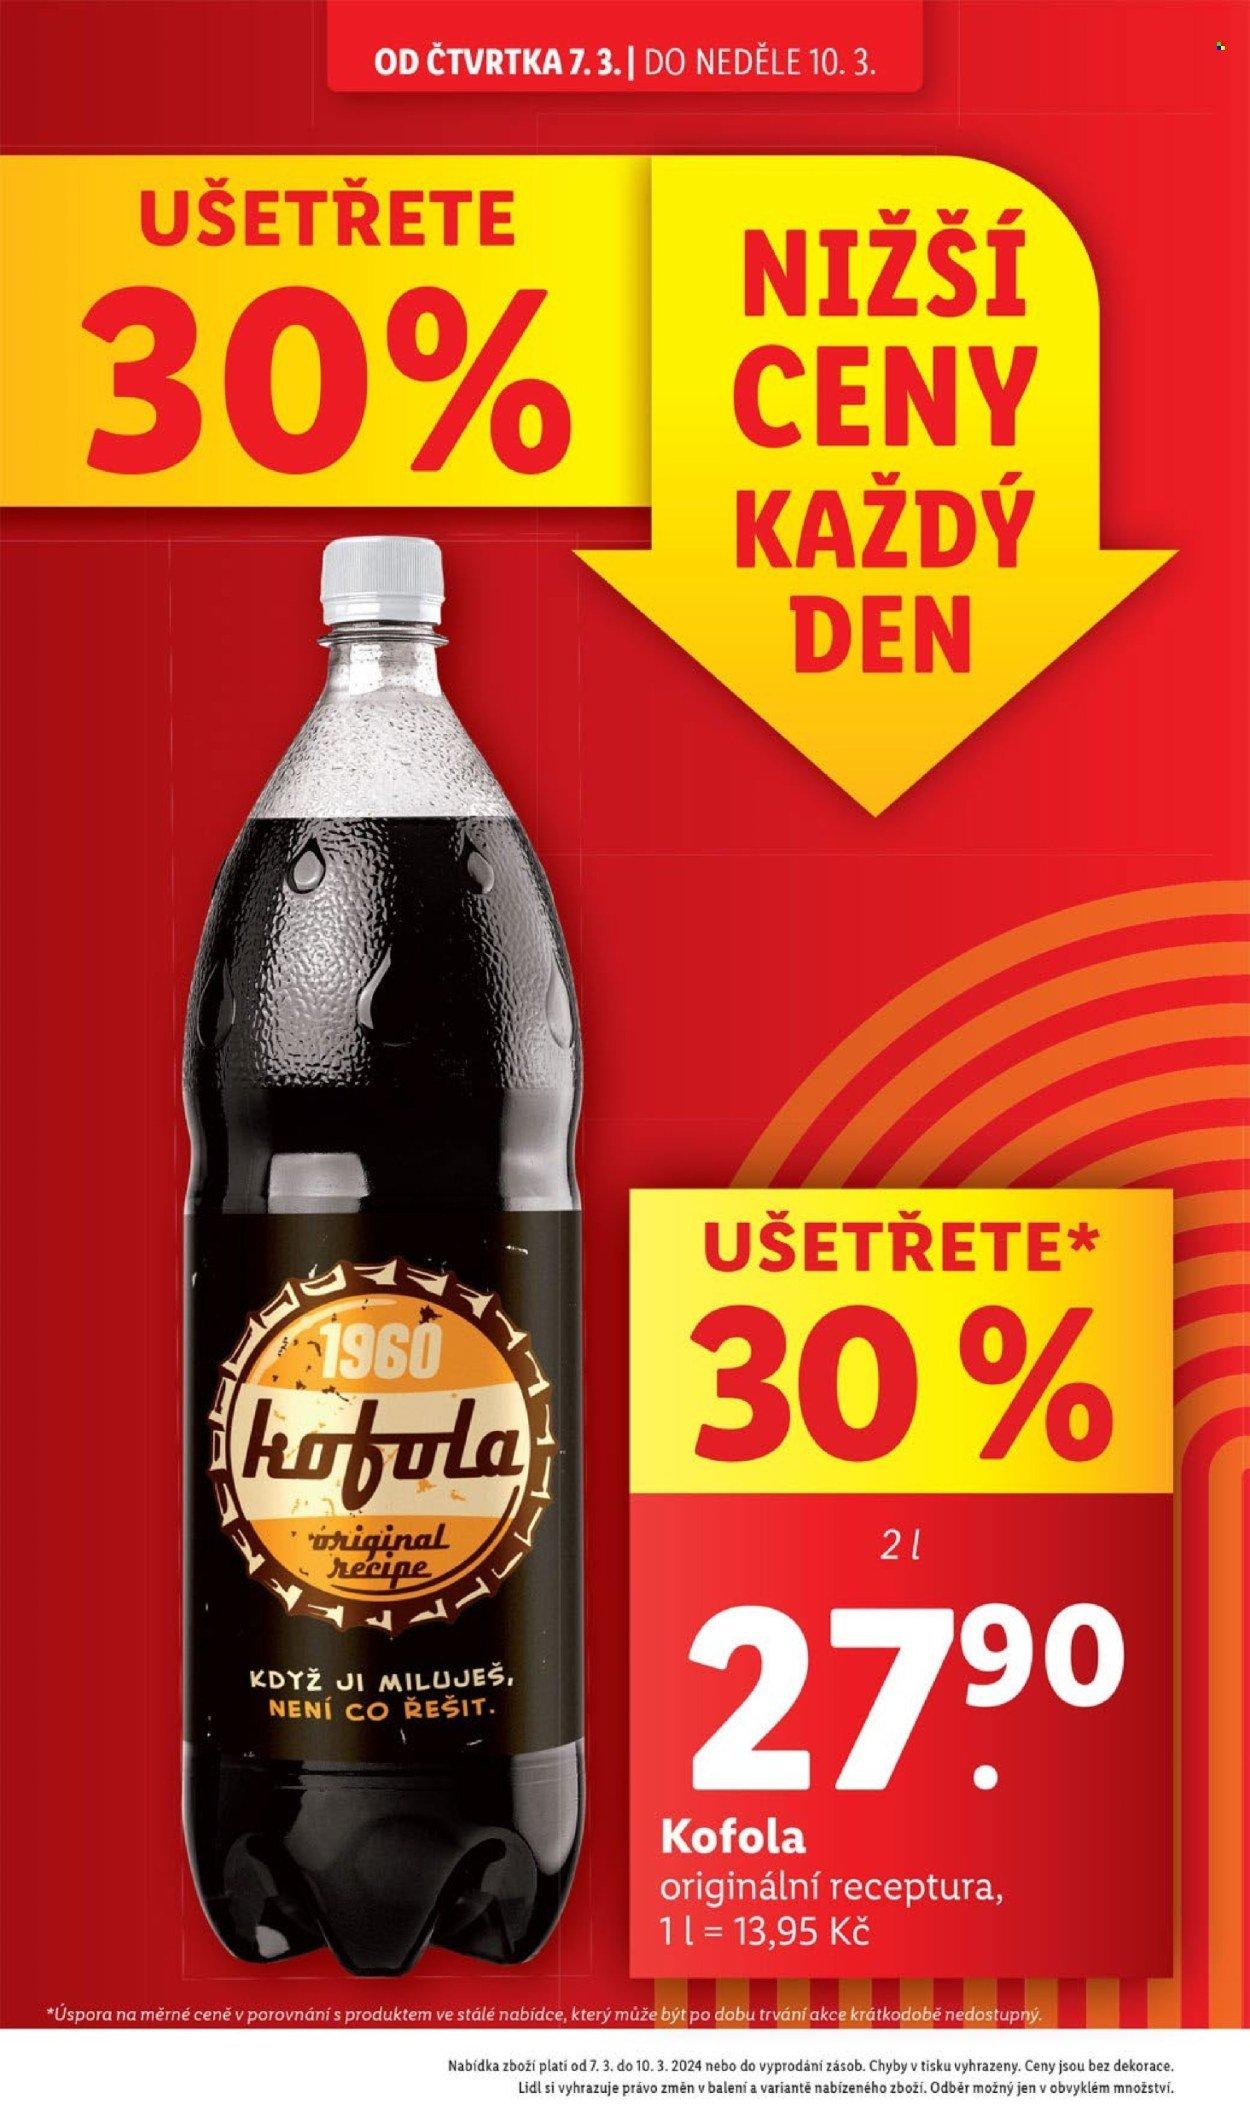 OD ČTVRTKA 7. 3. | DO NEDĚLE 10. 3.
UŠETŘETE
30%
NIŽŠÍ
CENY
KAŽDÝ
DEN
1960
kofola
original
recipe
KDYŽ JI MILUJEŠ,
NENÍ CO ŘEŠIT.
UŠETŘETE*
30 %
2 l
27.90
Kofola
originální receptura,
1 l = 13,95 Kč
*Úspora na měrné ceně v porovnání s produktem ve stálé nabídce, který může být po dobu trvání akce krátkodobě nedostupný.
Nabídka zboží platí od 7. 3. do 10. 3. 2024 nebo do vyprodání zásob. Chyby v tisku vyhrazeny. Ceny jsou bez dekorace.
Lidl si vyhrazuje právo změn v balení a variantě nabízeného zboží. Odběr možný jen v obvyklém množství.